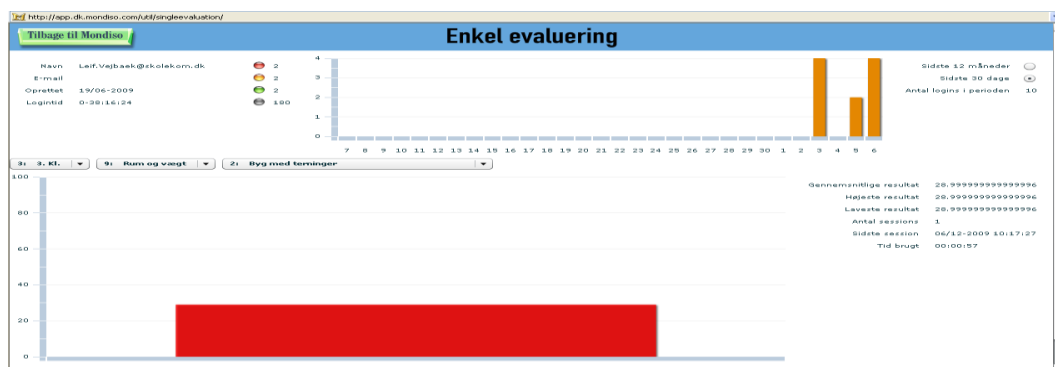 http://app.dk.mondiso.com/util/singleevaluation/
Tilbage til Mondiso
Enkel evaluering
Navn Leif.Vejbaek@skolekom.dk 2
E-mail 2
Oprettet 19/06-2009 2
Logintid 0-38:16:24 180
4
3
2
1
0
7 8 9 10 11 12 13 14 15 16 17 18 19 20 21 22 23 24 25 26 27 28 29 30 1 2 3 4 5 6
Sidste 12 måneder
Sidste 30 dage
Antal logins i perioden 10
3: 3. Kl. 9: Rum og vægt 2: Byg med terninger
100
80
60
40
20
0
Gennemsnitlige resultat 28.999999999999996
Højeste resultat 28.999999999999996
Laveste resultat 28.999999999999996
Antal sessions 1
Sidste session 06/12-2009 10:17:27
Tid brugt 00:00:57